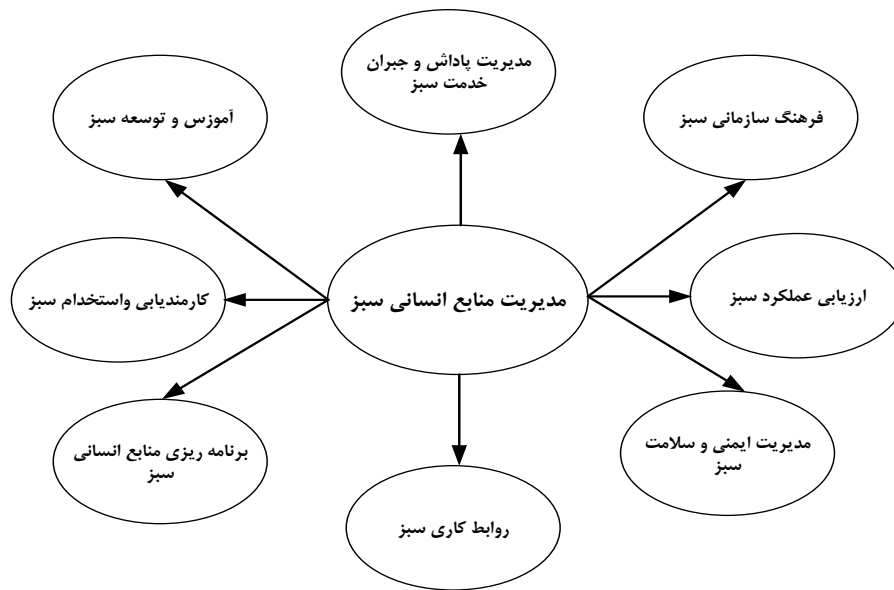 مدیریت پاداش و جبران
خدمت سبز
فرهنگ سازمانی سبز
آموزس و توسعه سبز
مدیریت منابع انسانی سبز
ارزیابی عملکرد سبز
کارمندیابی واستخدام سبز
مدیریت ایمنی و سلامت
سبز
برنامه ریزی منابع انسانی
سبز
روابط کاری سبز